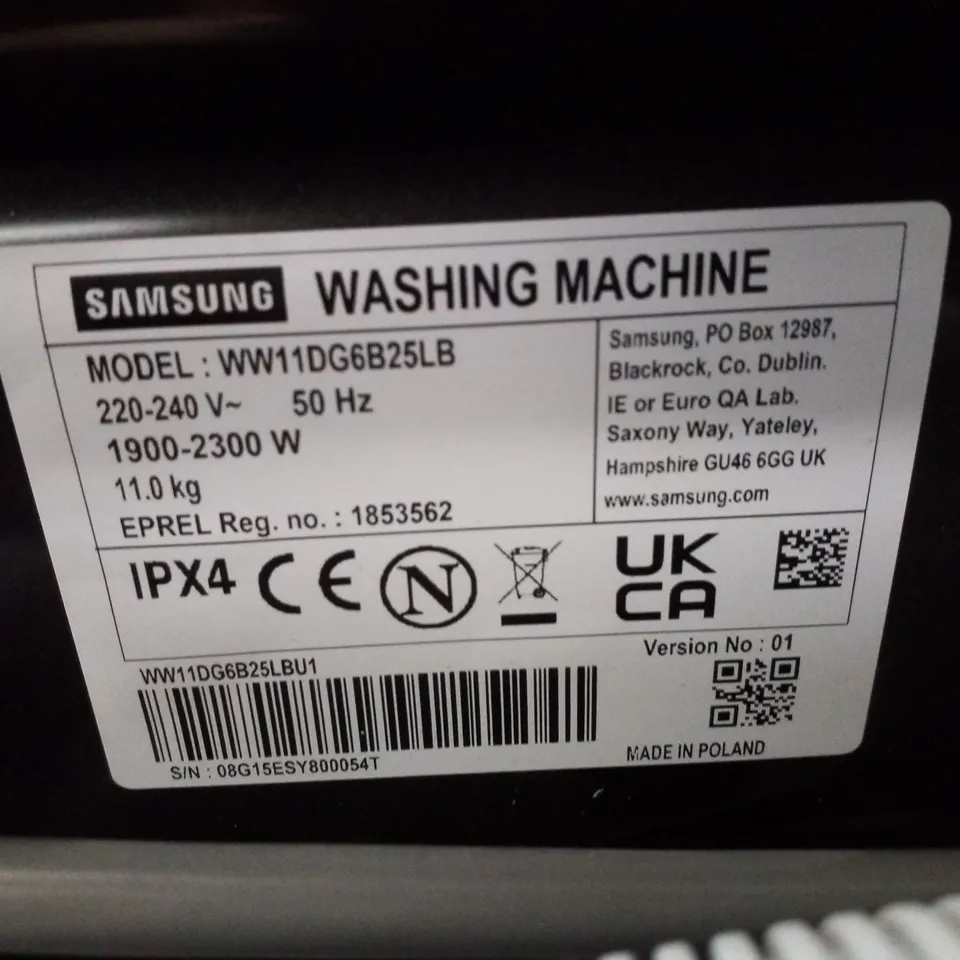 SAMSUNG WASHING MACHINE
MODEL : WW11DG6B25LB
220-240 V~ 50 Hz
1900-2300 W
11.0 kg
EPREL Reg. no. : 1853562
Samsung, PO Box 12987,
Blackrock, Co. Dublin.
IE or Euro QA Lab.
Saxony Way, Yateley,
Hampshire GU46 6GG UK
www.samsung.com
IPX4 CE N UK
CA
Version No : 01
WW11DG6B25LBU1
S/N : 08G15ESY800054T
MADE IN POLAND